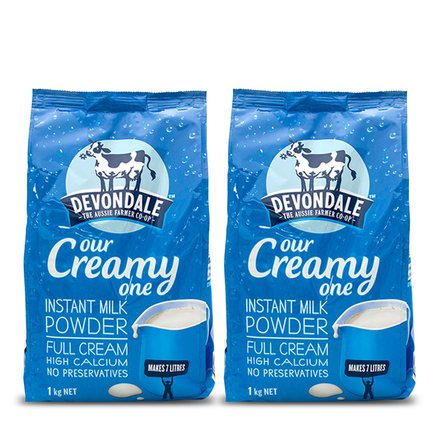 DEVONDALE™
- THE AUSSIE FARMER CO-OP -
our
Creamy
one
INSTANT MILK
POWDER
FULL CREAM
HIGH CALCIUM
NO PRESERVATIVES
MAKES 7 LITRES
1 kg NET
DEVONDALE™
- THE AUSSIE FARMER CO-OP -
our
Creamy
one
INSTANT MILK
POWDER
FULL CREAM
HIGH CALCIUM
NO PRESERVATIVES
MAKES 7 LITRES
1 kg NET